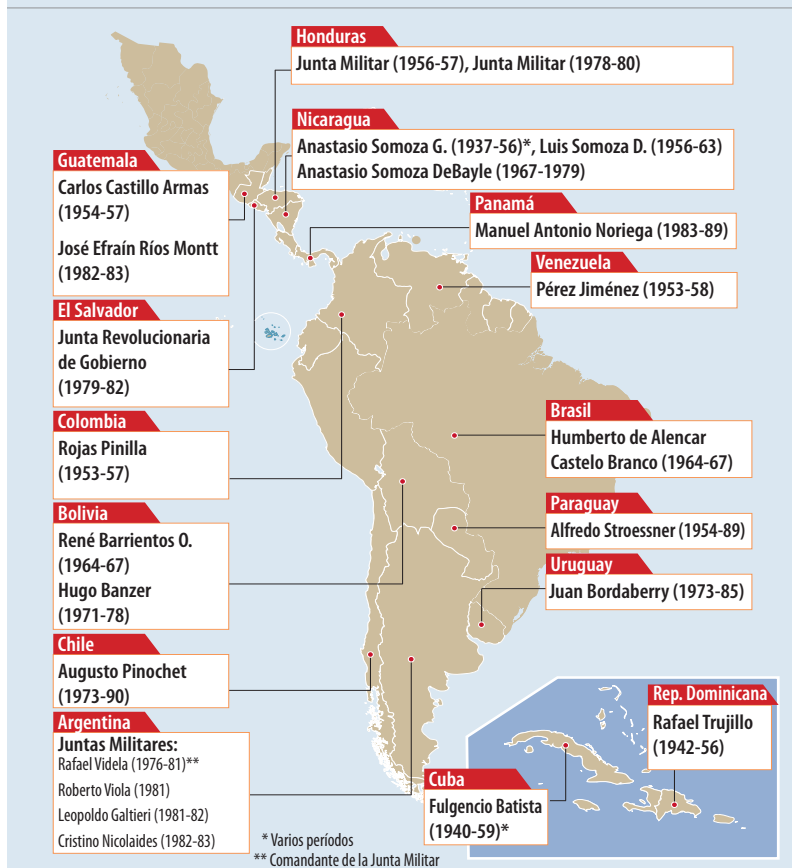 Honduras
Junta Militar (1956-57), Junta Militar (1978-80)
Nicaragua
Anastasio Somoza G. (1937-56)*, Luis Somoza D. (1956-63)
Anastasio Somoza DeBayle (1967-1979)
Guatemala
Carlos Castillo Armas
(1954-57)
José Efraín Ríos Montt
(1982-83)
Panamá
Manuel Antonio Noriega (1983-89)
Venezuela
Pérez Jiménez (1953-58)
El Salvador
Junta Revolucionaria
de Gobierno
(1979-82)
Colombia
Rojas Pinilla
(1953-57)
Brasil
Humberto de Alencar
Castelo Branco (1964-67)
Bolivia
René Barrientos O.
(1964-67)
Hugo Banzer
(1971-78)
Paraguay
Alfredo Stroessner (1954-89)
Uruguay
Juan Bordaberry (1973-85)
Chile
Augusto Pinochet
(1973-90)
Argentina
Juntas Militares:
Rafael Videla (1976-81)**
Roberto Viola (1981)
Leopoldo Galtieri (1981-82)
Cristino Nicolaides (1982-83)
Rep. Dominicana
Rafael Trujillo
(1942-56)
Cuba
Fulgencio Batista
(1940-59)*
* Varios períodos
** Comandante de la Junta Militar